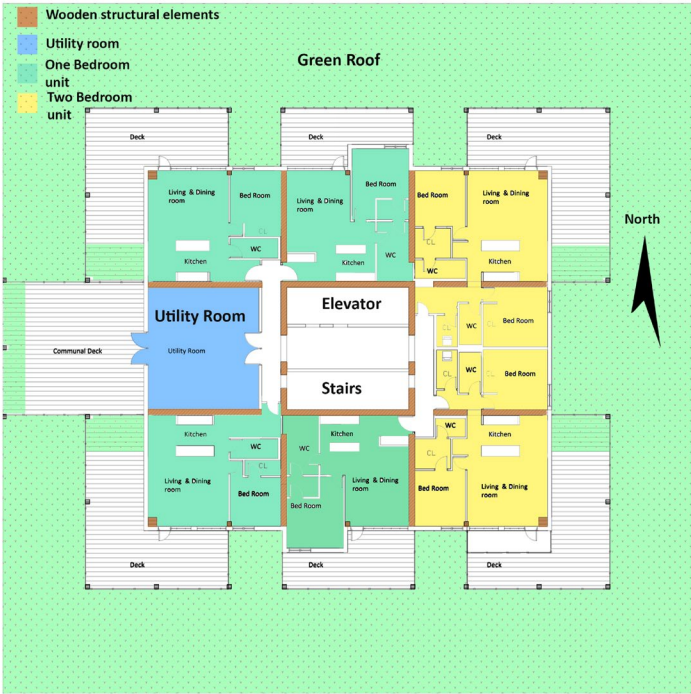 Wooden structural elements
Utility room
One Bedroom
unit
Two Bedroom
unit
Green Roof
North
Deck
Deck
Deck
Living & Dining
room
Bed Room
CL
WC
Kitchen
Living & Dining
room
Bed Room
WC
Kitchen
Bed Room
CL
WC
Living & Dining
room
Kitchen
Communal Deck
Utility Room
Utility Room
Elevator
Stairs
CL
WC
CL
Bed Room
CL
WC
CL
Bed Room
Kitchen
WC
CL
Living & Dining
room
Bed Room
Kitchen
WC
Bed Room
Living & Dining
room
WC
CL
Bed Room
Kitchen
Living & Dining
room
Deck
Deck
Deck